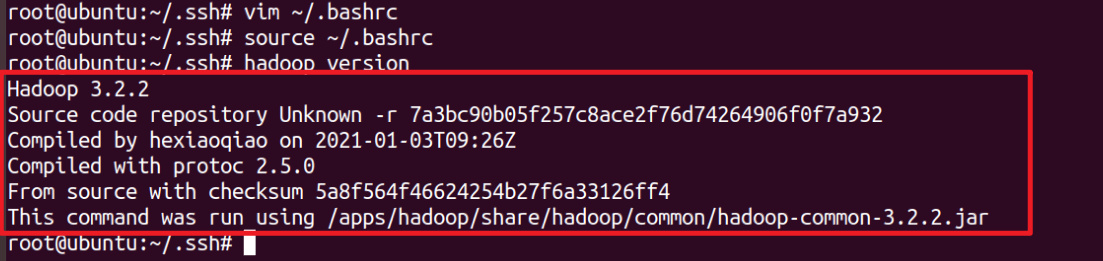 root@ubuntu:~/.ssh# vim ~/.bashrc
root@ubuntu:~/.ssh# source ~/.bashrc
root@ubuntu:~/.ssh# hadoop version
Hadoop 3.2.2
Source code repository Unknown -r 7a3bc90b05f257c8ace2f76d74264906f0f7a932
Compiled by hexiaoqiao on 2021-01-03T09:26Z
Compiled with protoc 2.5.0
From source with checksum 5a8f564f46624254b27f6a33126ff4
This command was run using /apps/hadoop/share/hadoop/common/hadoop-common-3.2.2.jar
root@ubuntu:~/.ssh#